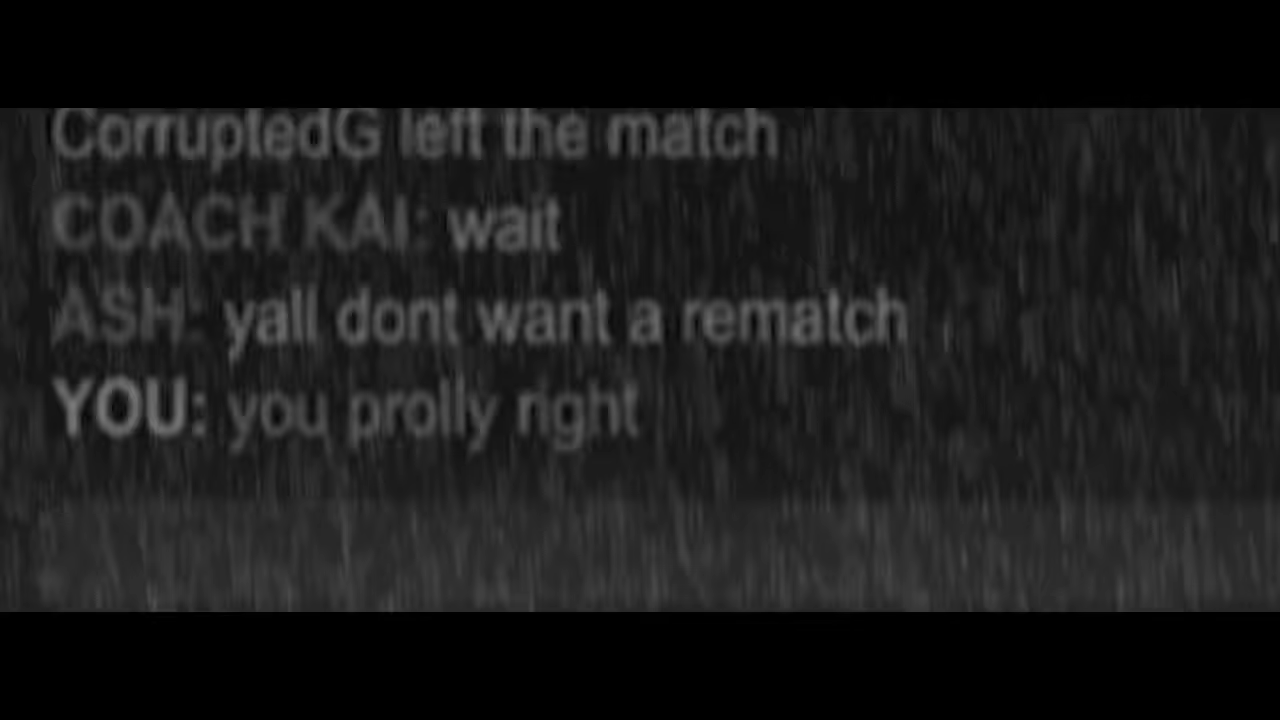 CorruptedG left the match
COACH KAI: wait
ASH: yall dont want a rematch
YOU: you prolly right